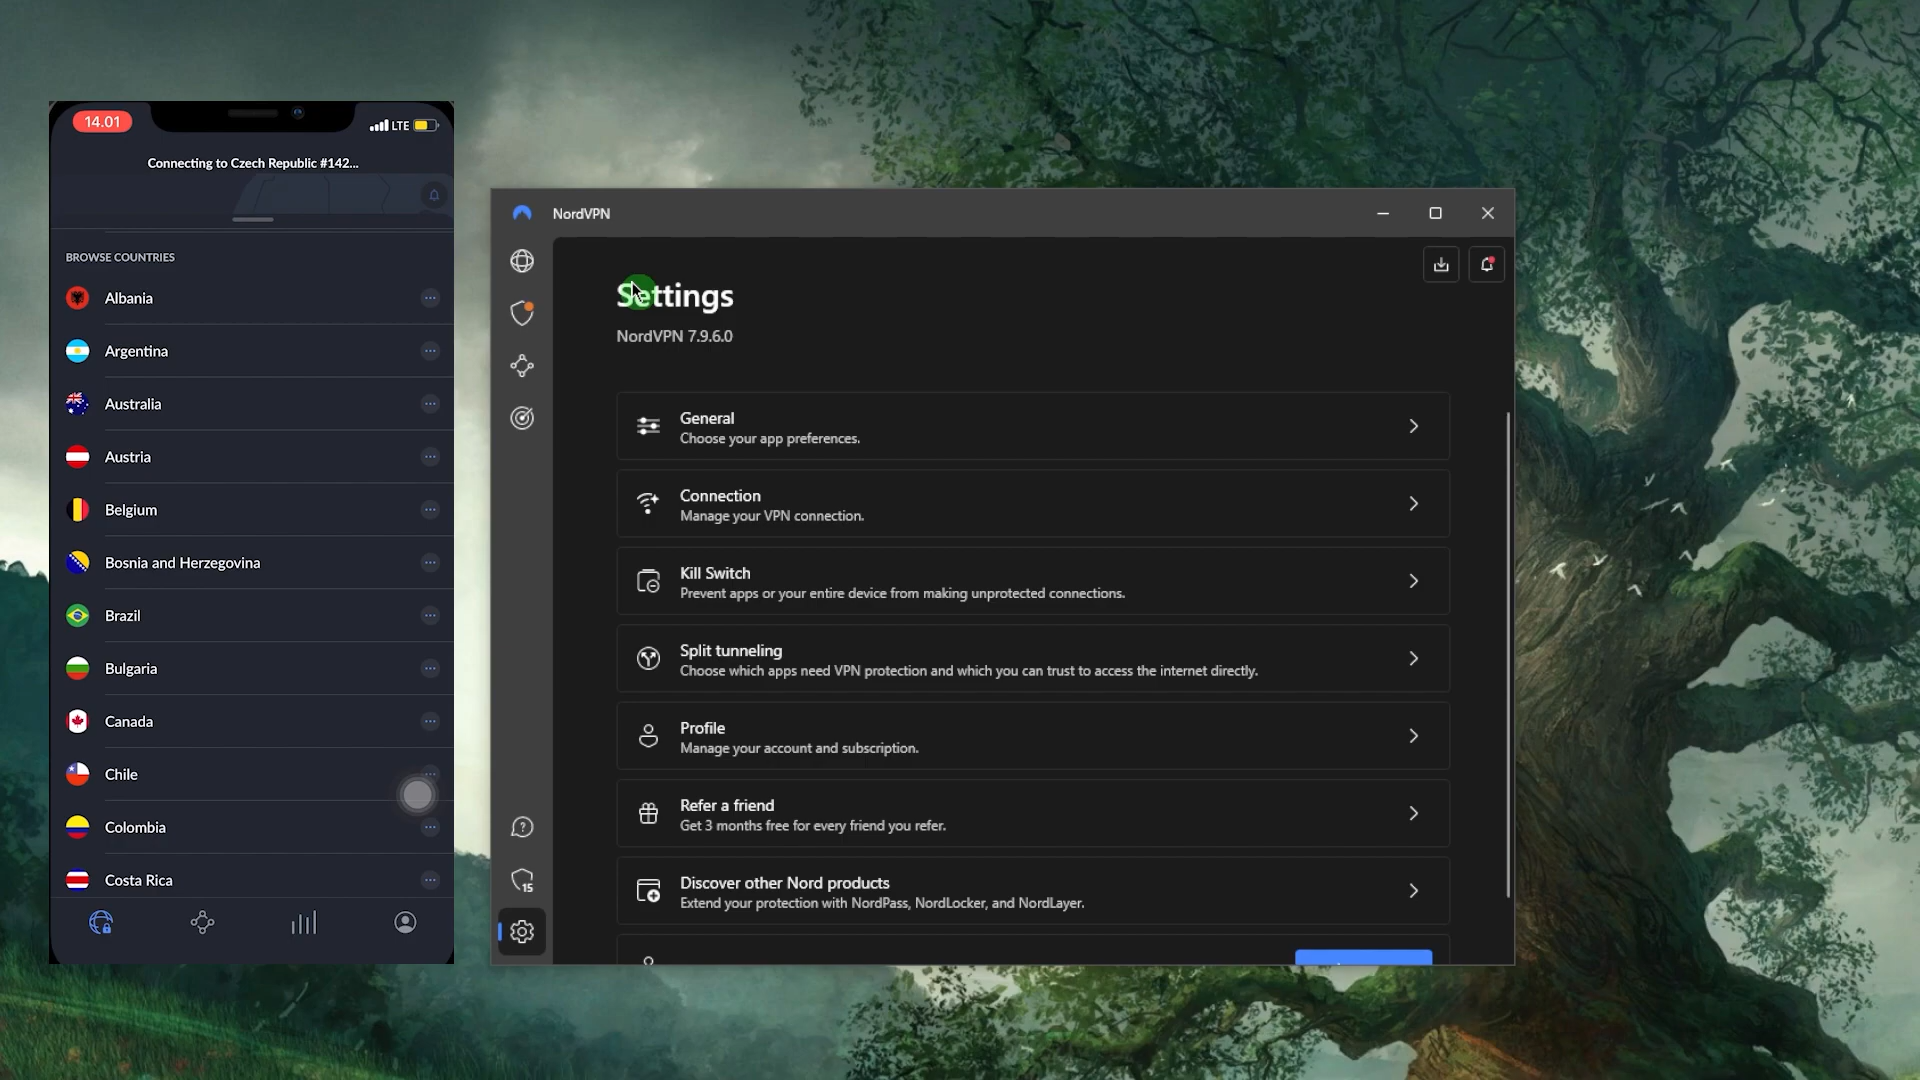 14.01
LTE
Connecting to Czech Republic #142...
BROWSE COUNTRIES
Albania
Argentina
Australia
Austria
Belgium
Bosnia and Herzegovina
Brazil
Bulgaria
Canada
Chile
Colombia
Costa Rica
NordVPN
Settings
NordVPN 7.9.6.0
General
Choose your app preferences.
Connection
Manage your VPN connection.
Kill Switch
Prevent apps or your entire device from making unprotected connections.
Split tunneling
Choose which apps need VPN protection and which you can trust to access the internet directly.
Profile
Manage your account and subscription.
Refer a friend
Get 3 months free for every friend you refer.
Discover other Nord products
Extend your protection with NordPass, NordLocker, and NordLayer.
15